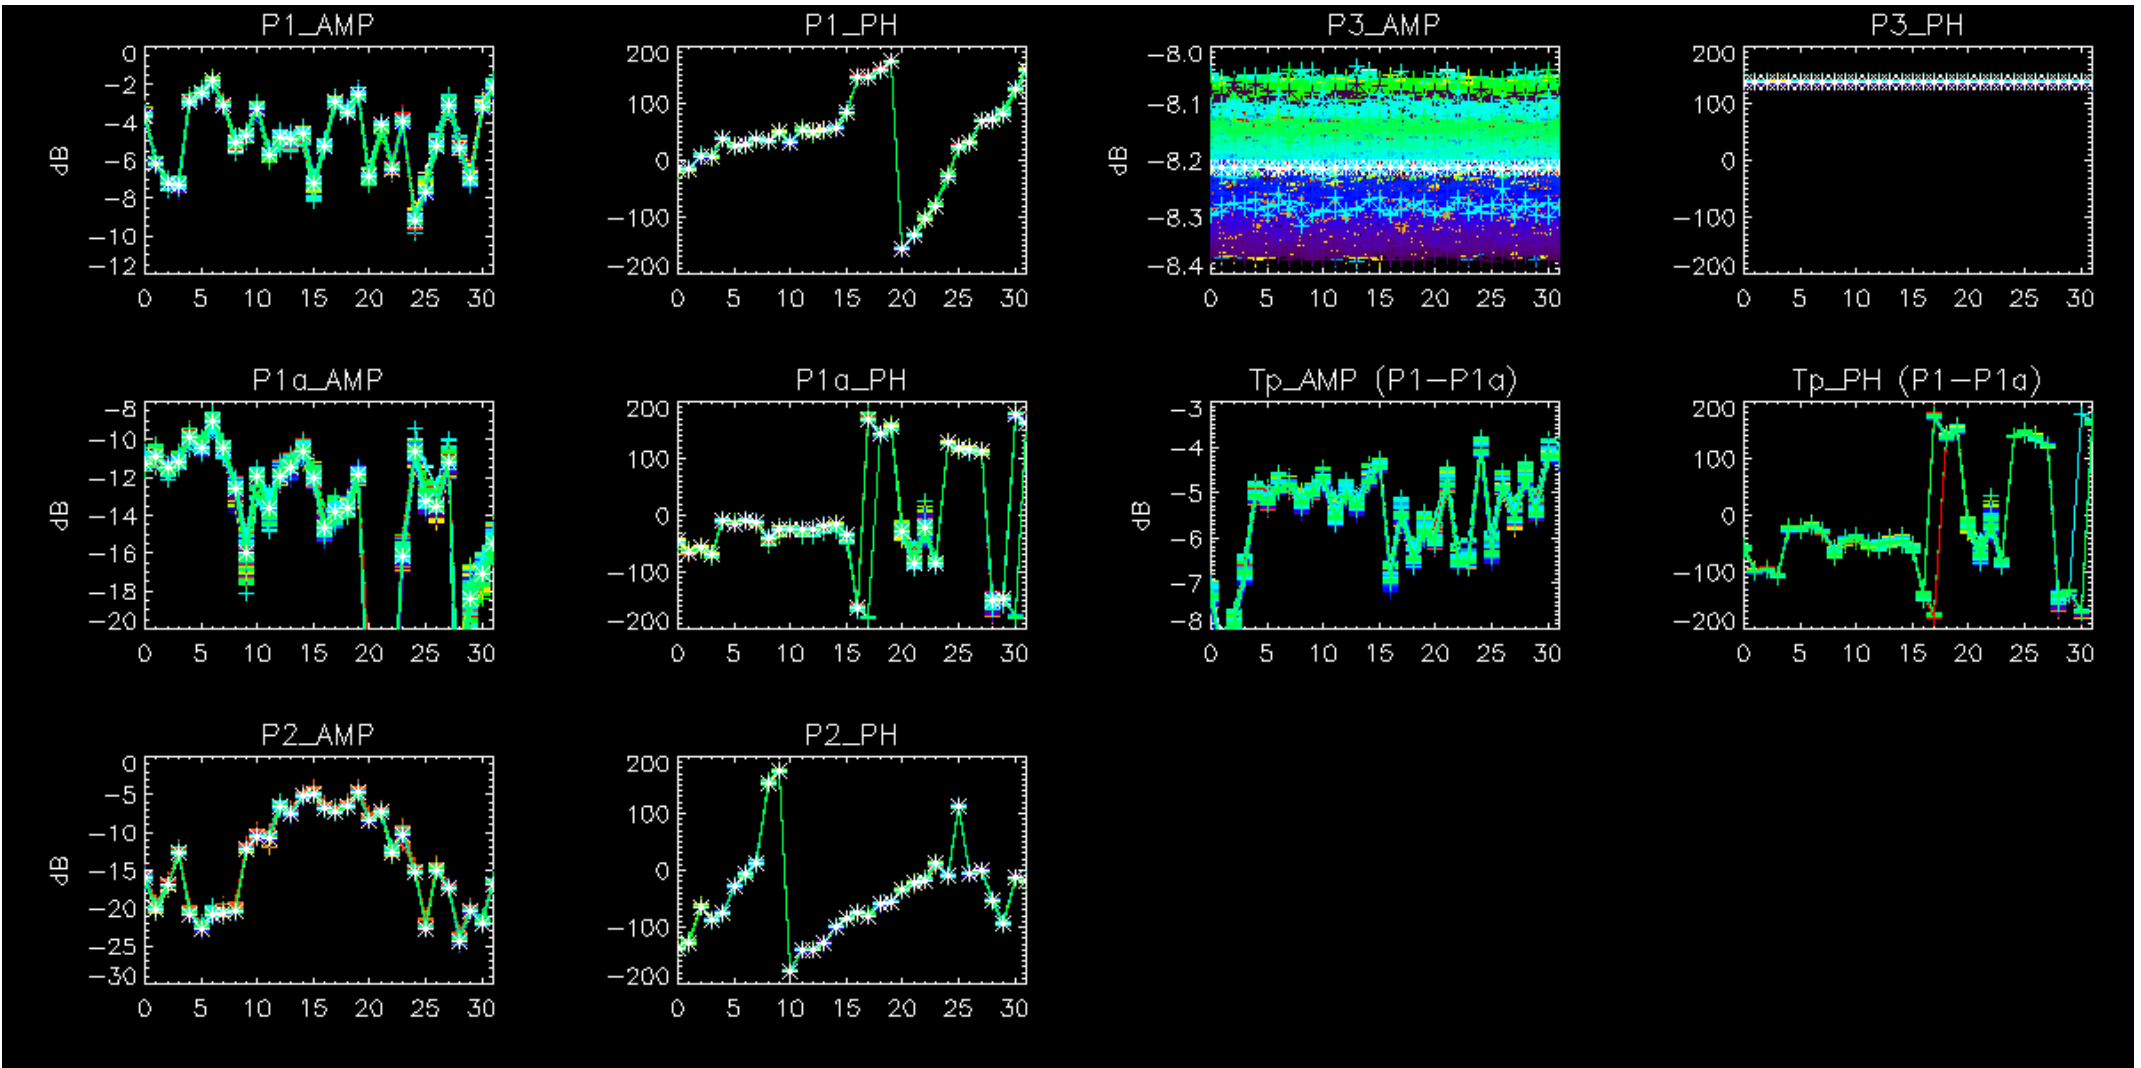 P1_AMP
0
-2
-4
-6
-8
-10
-12
dB
0 5 10 15 20 25 30
P1_PH
200
100
0
-100
-200
0 5 10 15 20 25 30
P3_AMP
-8.0
-8.1
-8.2
-8.3
-8.4
dB
0 5 10 15 20 25 30
P3_PH
200
100
0
-100
-200
0 5 10 15 20 25 30
P1a_AMP
-8
-10
-12
-14
-16
-18
-20
dB
0 5 10 15 20 25 30
P1a_PH
200
100
0
-100
-200
0 5 10 15 20 25 30
Tp_AMP (P1-P1a)
-3
-4
-5
-6
-7
-8
dB
0 5 10 15 20 25 30
Tp_PH (P1-P1a)
200
100
0
-100
-200
0 5 10 15 20 25 30
P2_AMP
0
-5
-10
-15
-20
-25
-30
dB
0 5 10 15 20 25 30
P2_PH
200
100
0
-100
-200
0 5 10 15 20 25 30